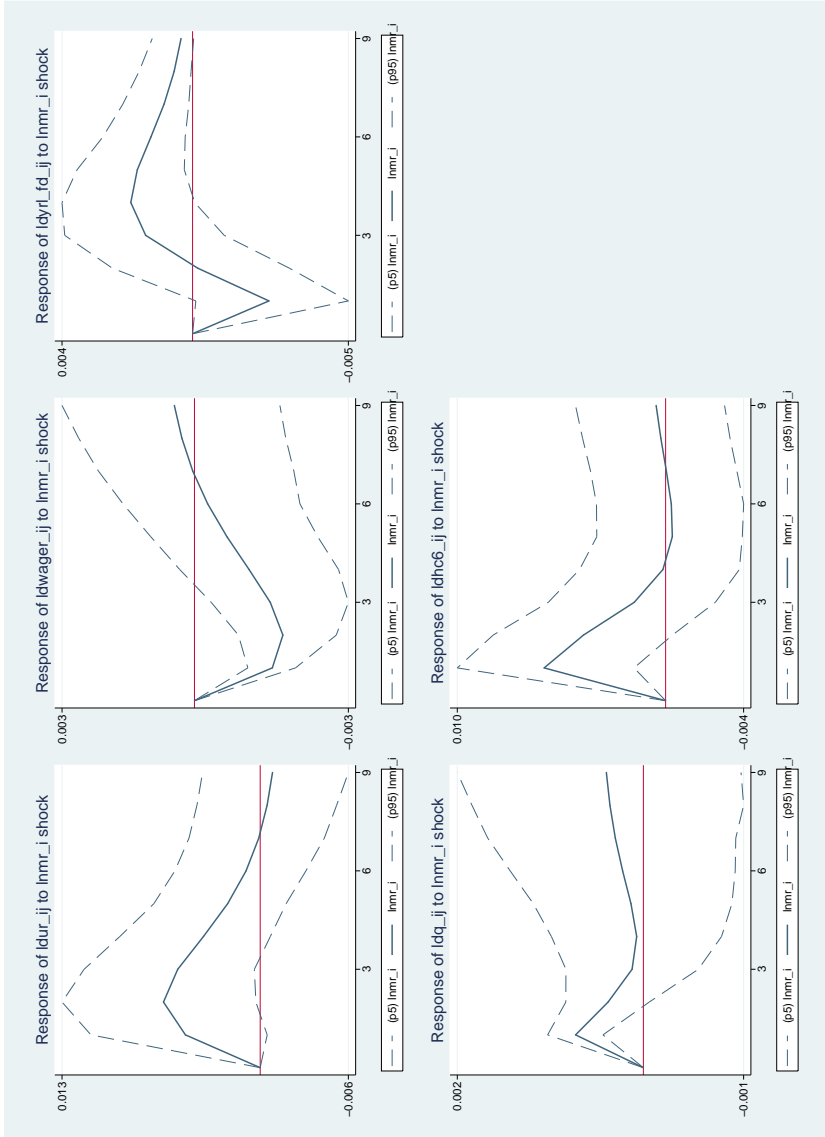 Response of ldur_ij to lnmr_i shock
0.013
−0.006
3 6 9
(p5) lnmr_i lnmr_i (p95) lnmr_i
Response of ldwager_ij to lnmr_i shock
0.003
−0.003
3 6 9
(p5) lnmr_i lnmr_i (p95) lnmr_i
Response of ldyrl_fd_ij to lnmr_i shock
0.004
−0.005
3 6 9
(p5) lnmr_i lnmr_i (p95) lnmr_i
Response of ldq_ij to lnmr_i shock
0.002
−0.001
3 6 9
(p5) lnmr_i lnmr_i (p95) lnmr_i
Response of ldhc6_ij to lnmr_i shock
0.010
−0.004
3 6 9
(p5) lnmr_i lnmr_i (p95) lnmr_i